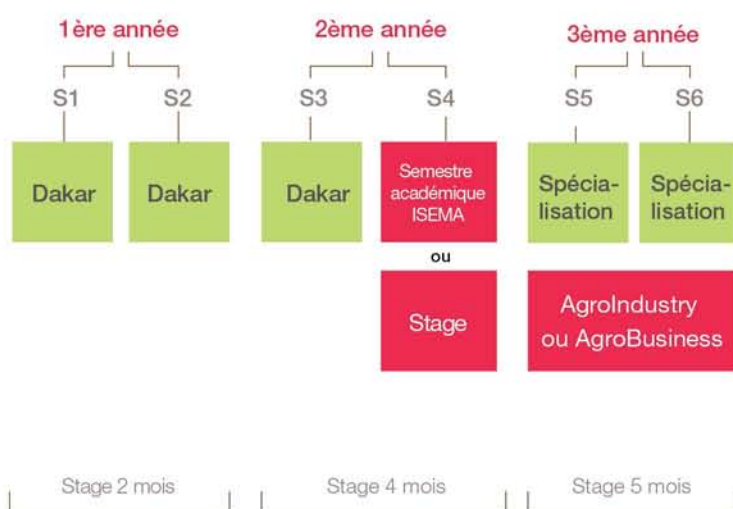 1ère année
2ème année
3ème année
S1
S2
S3
S4
S5
S6
Dakar
Dakar
Dakar
Semestre
académique
ISEMA
Spécia-
lisation
Spécia-
lisation
ou
Stage
AgroIndustry
ou AgroBusiness
Stage 2 mois
Stage 4 mois
Stage 5 mois